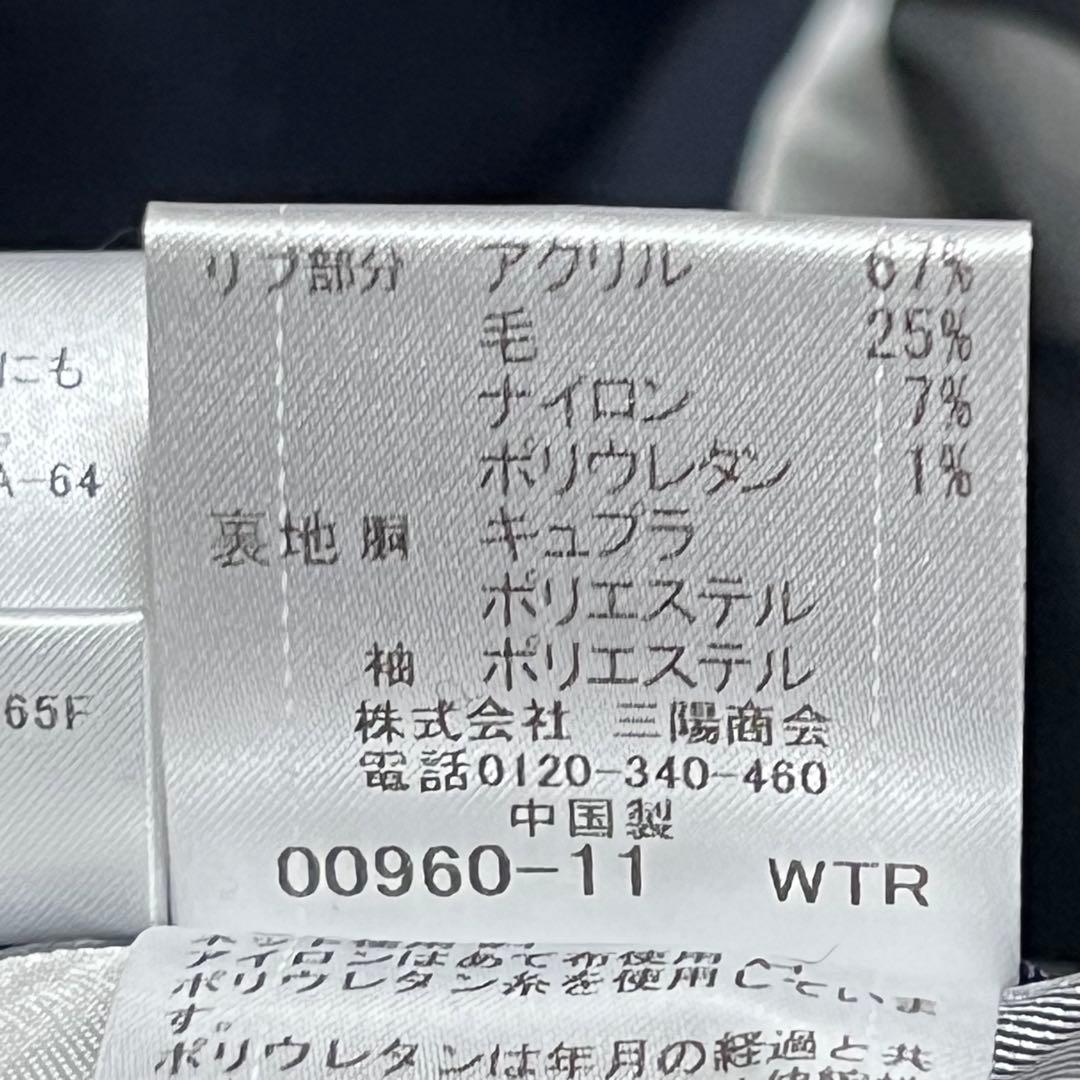 リブ部分 アクリル 67%
毛 25%
ナイロン 7%
ポリウレタン 1%
裏地 胴 キュプラ
ポリエステル
袖 ポリエステル
株式会社 三陽商会
電話0120-340-460
中国製
00960-11 WTR
にも
A-64
65F
アイロンはあて布使用
ポリウレタン糸を使用しています。
ポリウレタンは年月の経過と共